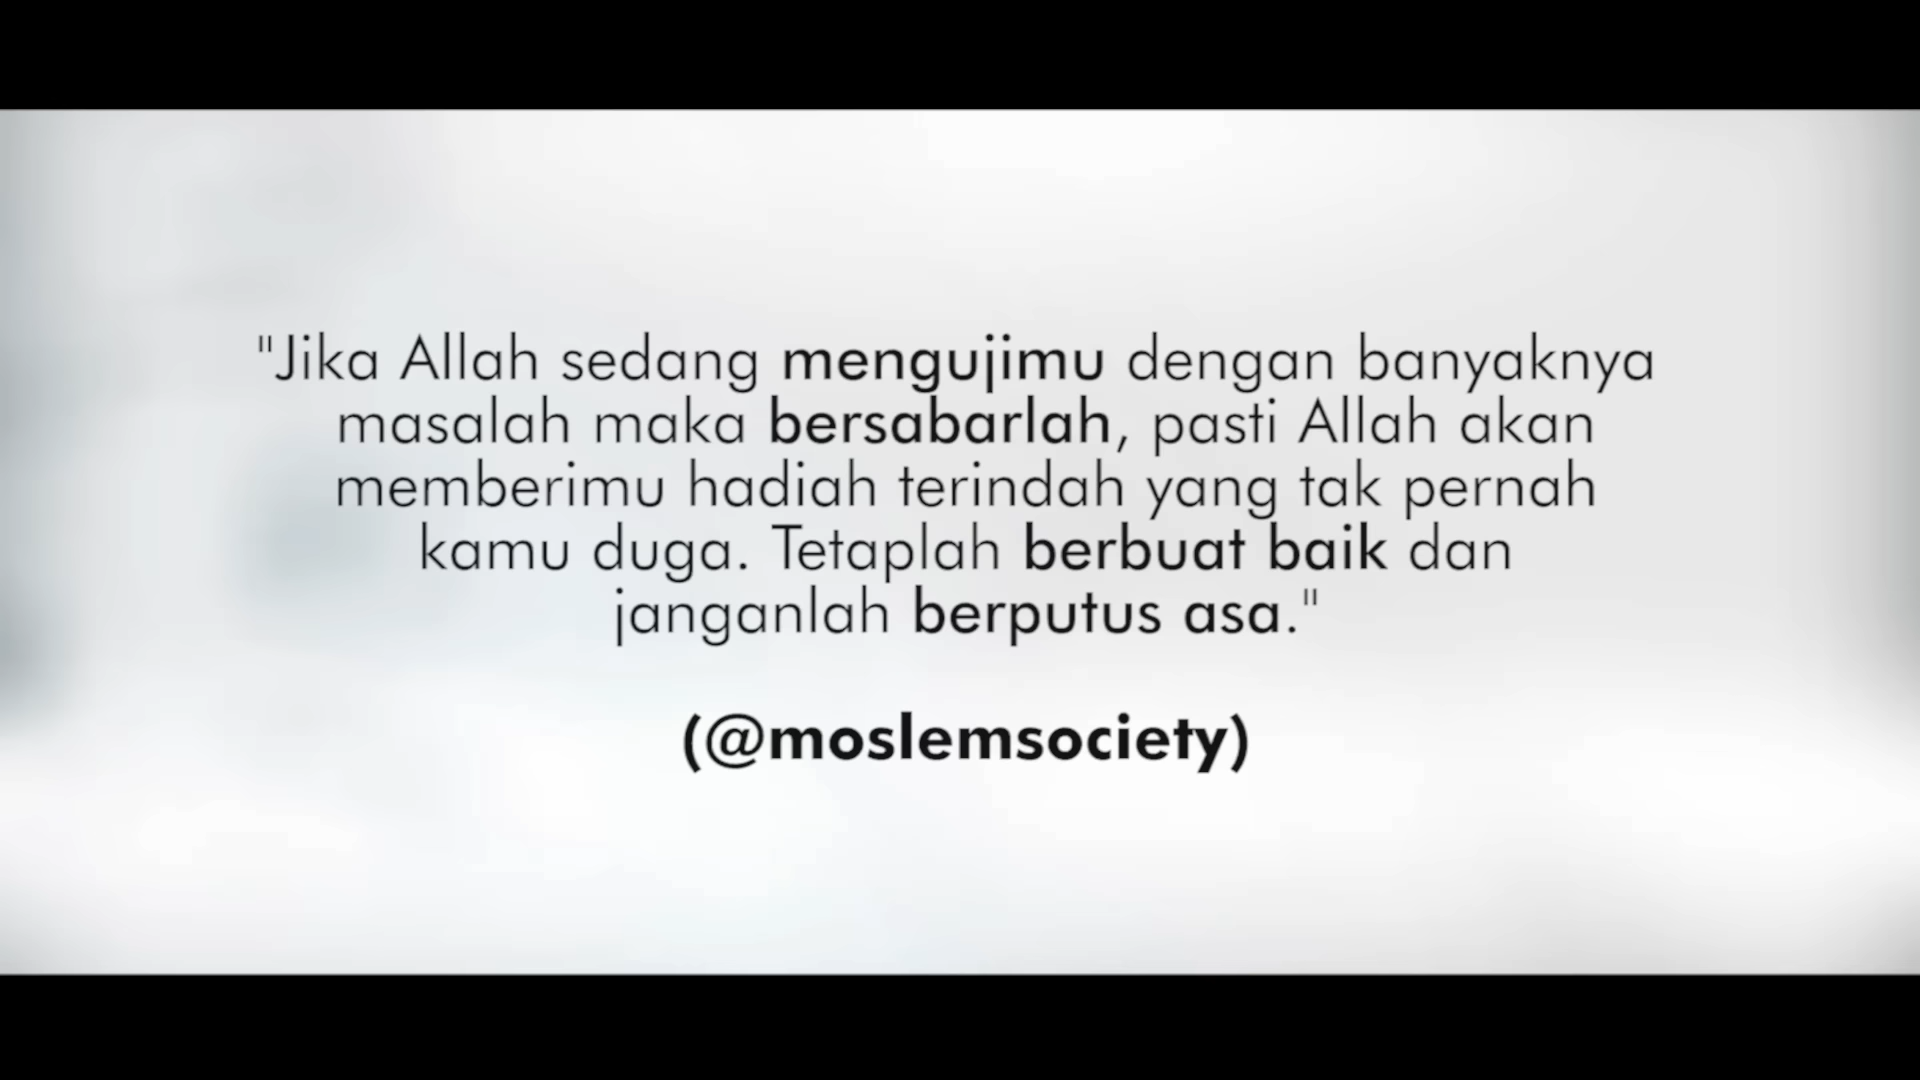 "Jika Allah sedang mengujimu dengan banyaknya
masalah maka bersabarlah, pasti Allah akan
memberimu hadiah terindah yang tak pernah
kamu duga. Tetaplah berbuat baik dan
janganlah berputus asa."
(@moslemsociety)